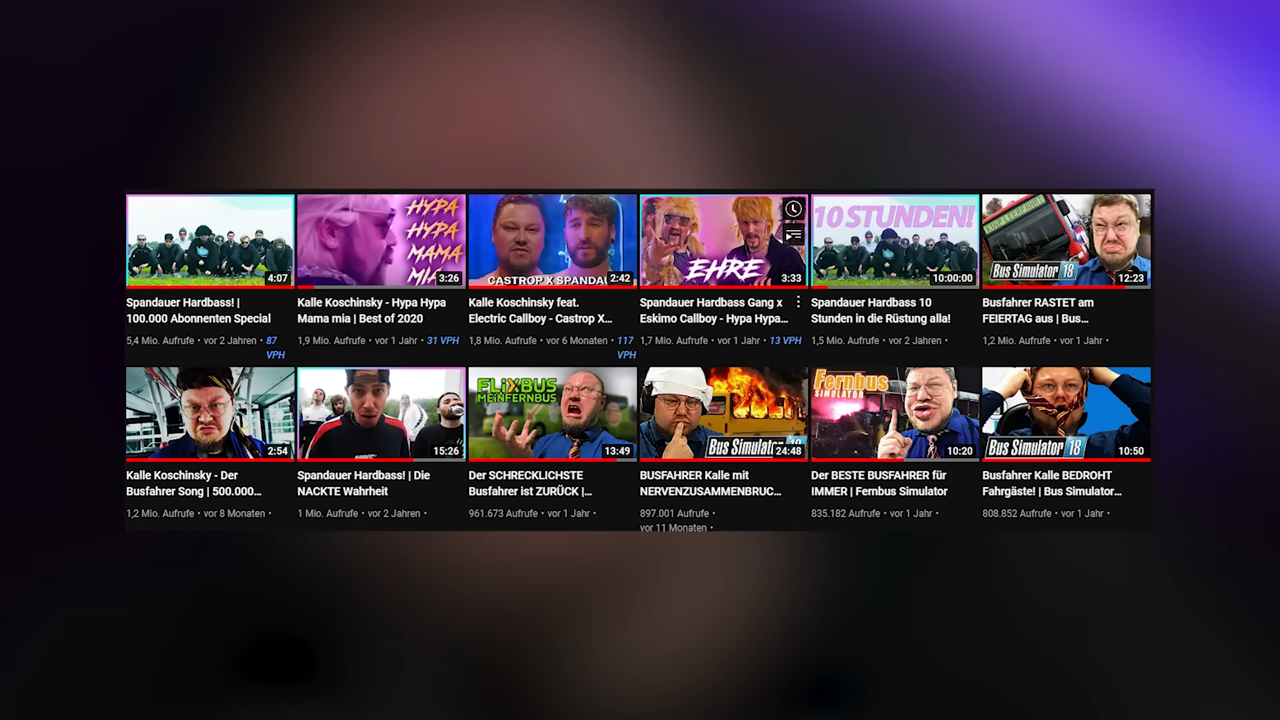 HYPA
HYPA
MAMA
MIA
CASTROP X SPANDAU
EHRE
10 STUNDEN!
Bus Simulator 18
4:07
3:26
2:42
3:33
10:00:00
12:23
Spandauer Hardbass! |
100.000 Abonnenten Special
5,4 Mio. Aufrufe • vor 2 Jahren • 87
VPH
Kalle Koschinsky - Hypa Hypa
Mama mia | Best of 2020
1,9 Mio. Aufrufe • vor 1 Jahr • 31 VPH
Kalle Koschinsky feat.
Electric Callboy - Castrop X...
1,8 Mio. Aufrufe • vor 6 Monaten • 117
VPH
Spandauer Hardbass Gang x
Eskimo Callboy - Hypa Hypa...
1,7 Mio. Aufrufe • vor 1 Jahr • 13 VPH
Spandauer Hardbass 10
Stunden in die Rüstung alla!
1,5 Mio. Aufrufe • vor 2 Jahren •
Busfahrer RASTET am
FEIERTAG aus | Bus...
1,2 Mio. Aufrufe • vor 1 Jahr •
FLiXBUS
MEiNFERNBUS
Bus Simulator
Fernbus
SIMULATOR
Bus Simulator 18
2:54
15:26
13:49
24:48
10:20
10:50
Kalle Koschinsky - Der
Busfahrer Song | 500.000...
1,2 Mio. Aufrufe • vor 8 Monaten •
Spandauer Hardbass! | Die
NACKTE Wahrheit
1 Mio. Aufrufe • vor 2 Jahren •
Der SCHRECKLICHSTE
Busfahrer ist ZURÜCK |...
961.673 Aufrufe • vor 1 Jahr •
BUSFAHRER Kalle mit
NERVENZUSAMMENBRUC...
897.001 Aufrufe •
vor 11 Monaten •
Der BESTE BUSFAHRER für
IMMER | Fernbus Simulator
835.182 Aufrufe • vor 1 Jahr •
Busfahrer Kalle BEDROHT
Fahrgäste! | Bus Simulator...
808.852 Aufrufe • vor 1 Jahr •